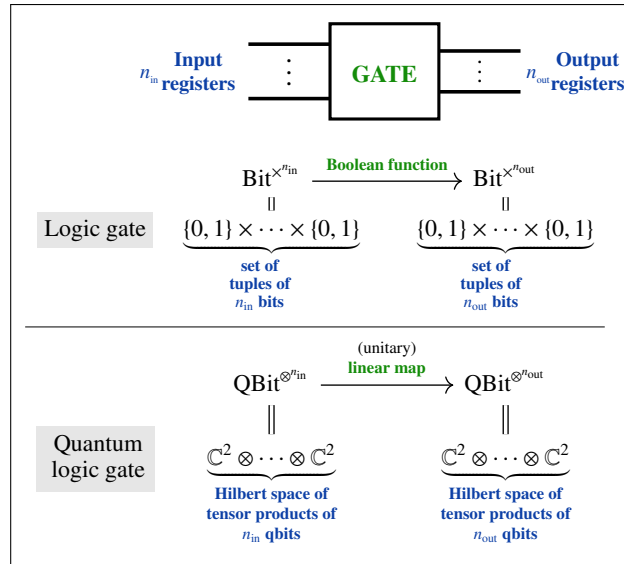 Input
n_in registers
⋮
GATE
⋮
Output
n_out registers
Bit^{×^{n_in}} Boolean function Bit^{×^{n_out}}
=
=
Logic gate {0, 1} × ⋯ × {0, 1} {0, 1} × ⋯ × {0, 1}
set of
tuples of
n_in bits
set of
tuples of
n_out bits
(unitary)
QBit^{⊗^{n_in}} linear map QBit^{⊗^{n_out}}
=
=
Quantum
logic gate
ℂ² ⊗ ⋯ ⊗ ℂ² ℂ² ⊗ ⋯ ⊗ ℂ²
Hilbert space of
tensor products of
n_in qbits
Hilbert space of
tensor products of
n_out qbits